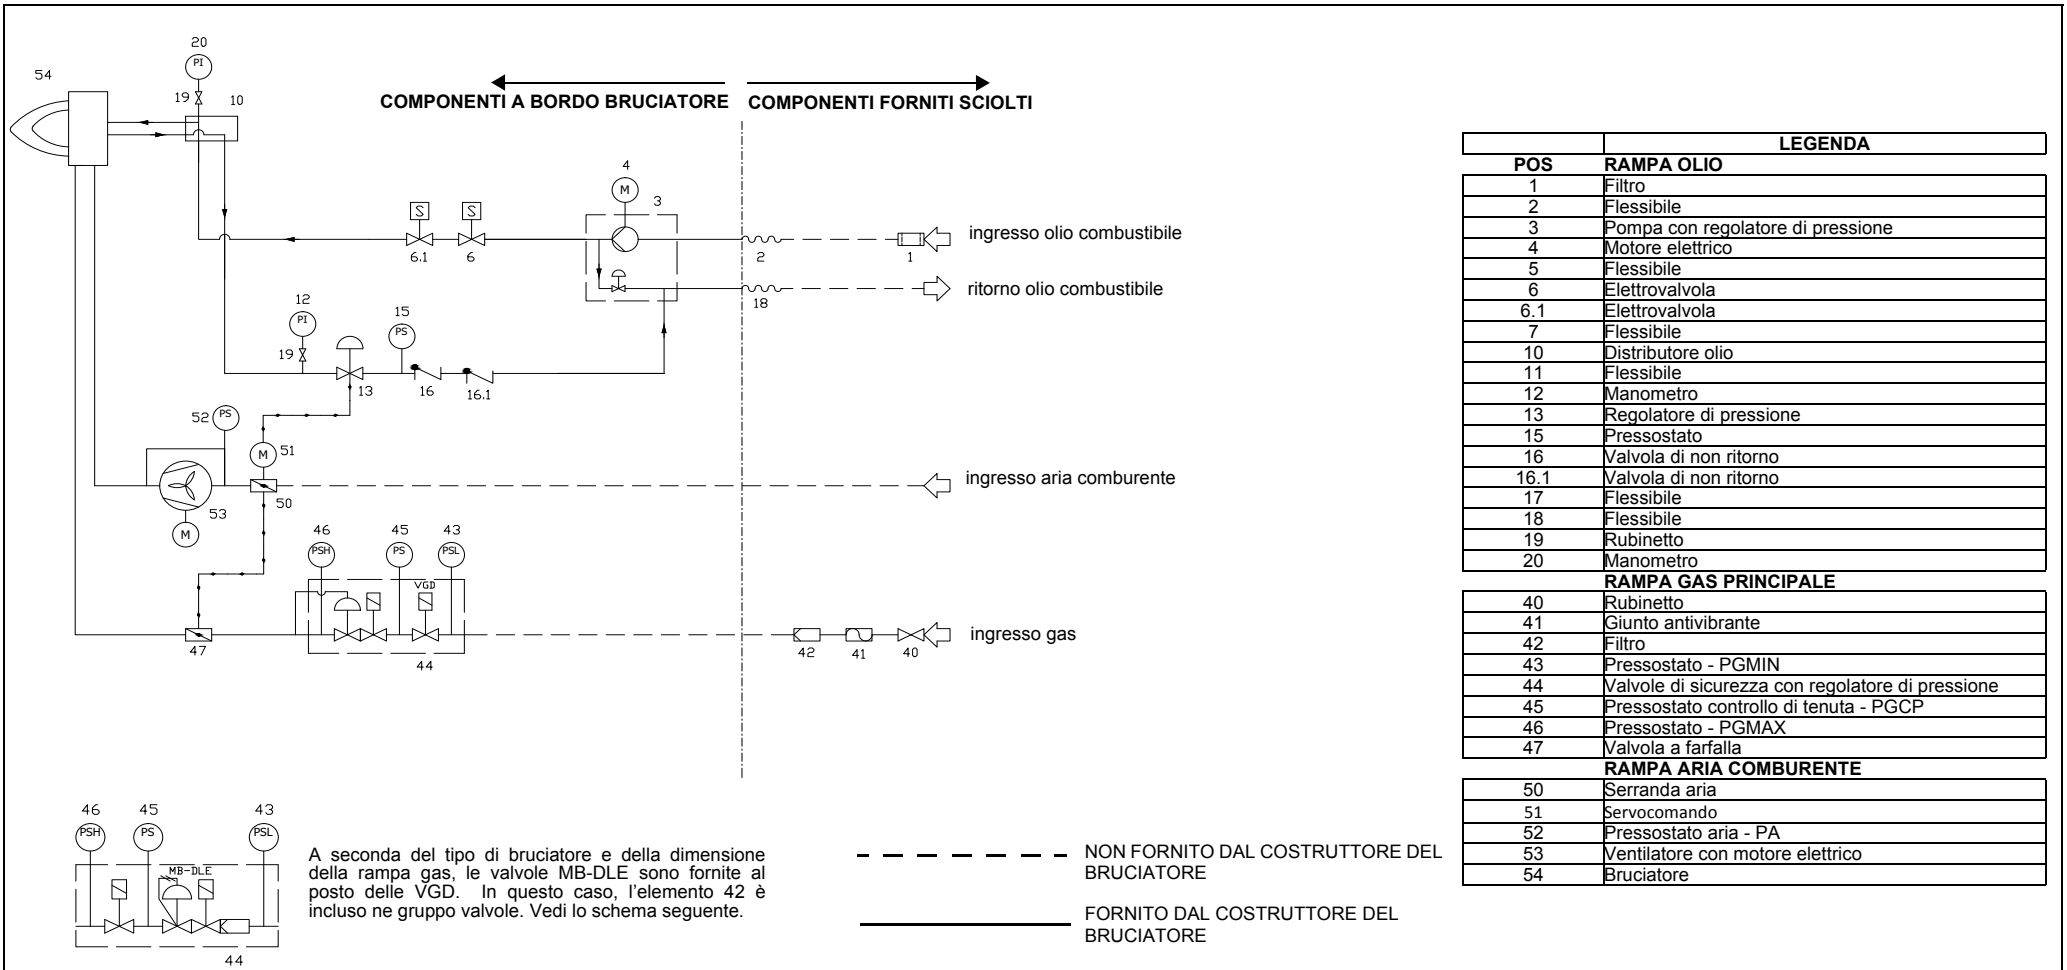 20
PI
54
19
10
COMPONENTI A BORDO BRUCIATORE
COMPONENTI FORNITI SCIOLTI
4
M
3
S
S
6.1
6
2
1
ingresso olio combustibile
18
ritorno olio combustibile
12
PI
19
15
PS
13
16
16.1
52
PS
M
51
53
50
M
ingresso aria comburente
46
45
43
PSH
PS
PSL
VGD
47
44
42
41
40
ingresso gas
LEGENDA
POS RAMPA OLIO
1 Filtro
2 Flessibile
3 Pompa con regolatore di pressione
4 Motore elettrico
5 Flessibile
6 Elettrovalvola
6.1 Elettrovalvola
7 Flessibile
10 Distributore olio
11 Flessibile
12 Manometro
13 Regolatore di pressione
15 Pressostato
16 Valvola di non ritorno
16.1 Valvola di non ritorno
17 Flessibile
18 Flessibile
19 Rubinetto
20 Manometro
RAMPA GAS PRINCIPALE
40 Rubinetto
41 Giunto antivibrante
42 Filtro
43 Pressostato - PGMIN
44 Valvole di sicurezza con regolatore di pressione
45 Pressostato controllo di tenuta - PGCP
46 Pressostato - PGMAX
47 Valvola a farfalla
RAMPA ARIA COMBURENTE
50 Serranda aria
51 Servocomando
52 Pressostato aria - PA
53 Ventilatore con motore elettrico
54 Bruciatore
46
45
43
PSH
PS
PSL
MB-DLE
44
A seconda del tipo di bruciatore e della dimensione
della rampa gas, le valvole MB-DLE sono fornite al
posto delle VGD. In questo caso, l'elemento 42 è
incluso ne gruppo valvole. Vedi lo schema seguente.
NON FORNITO DAL COSTRUTTORE DEL
BRUCIATORE
FORNITO DAL COSTRUTTORE DEL
BRUCIATORE